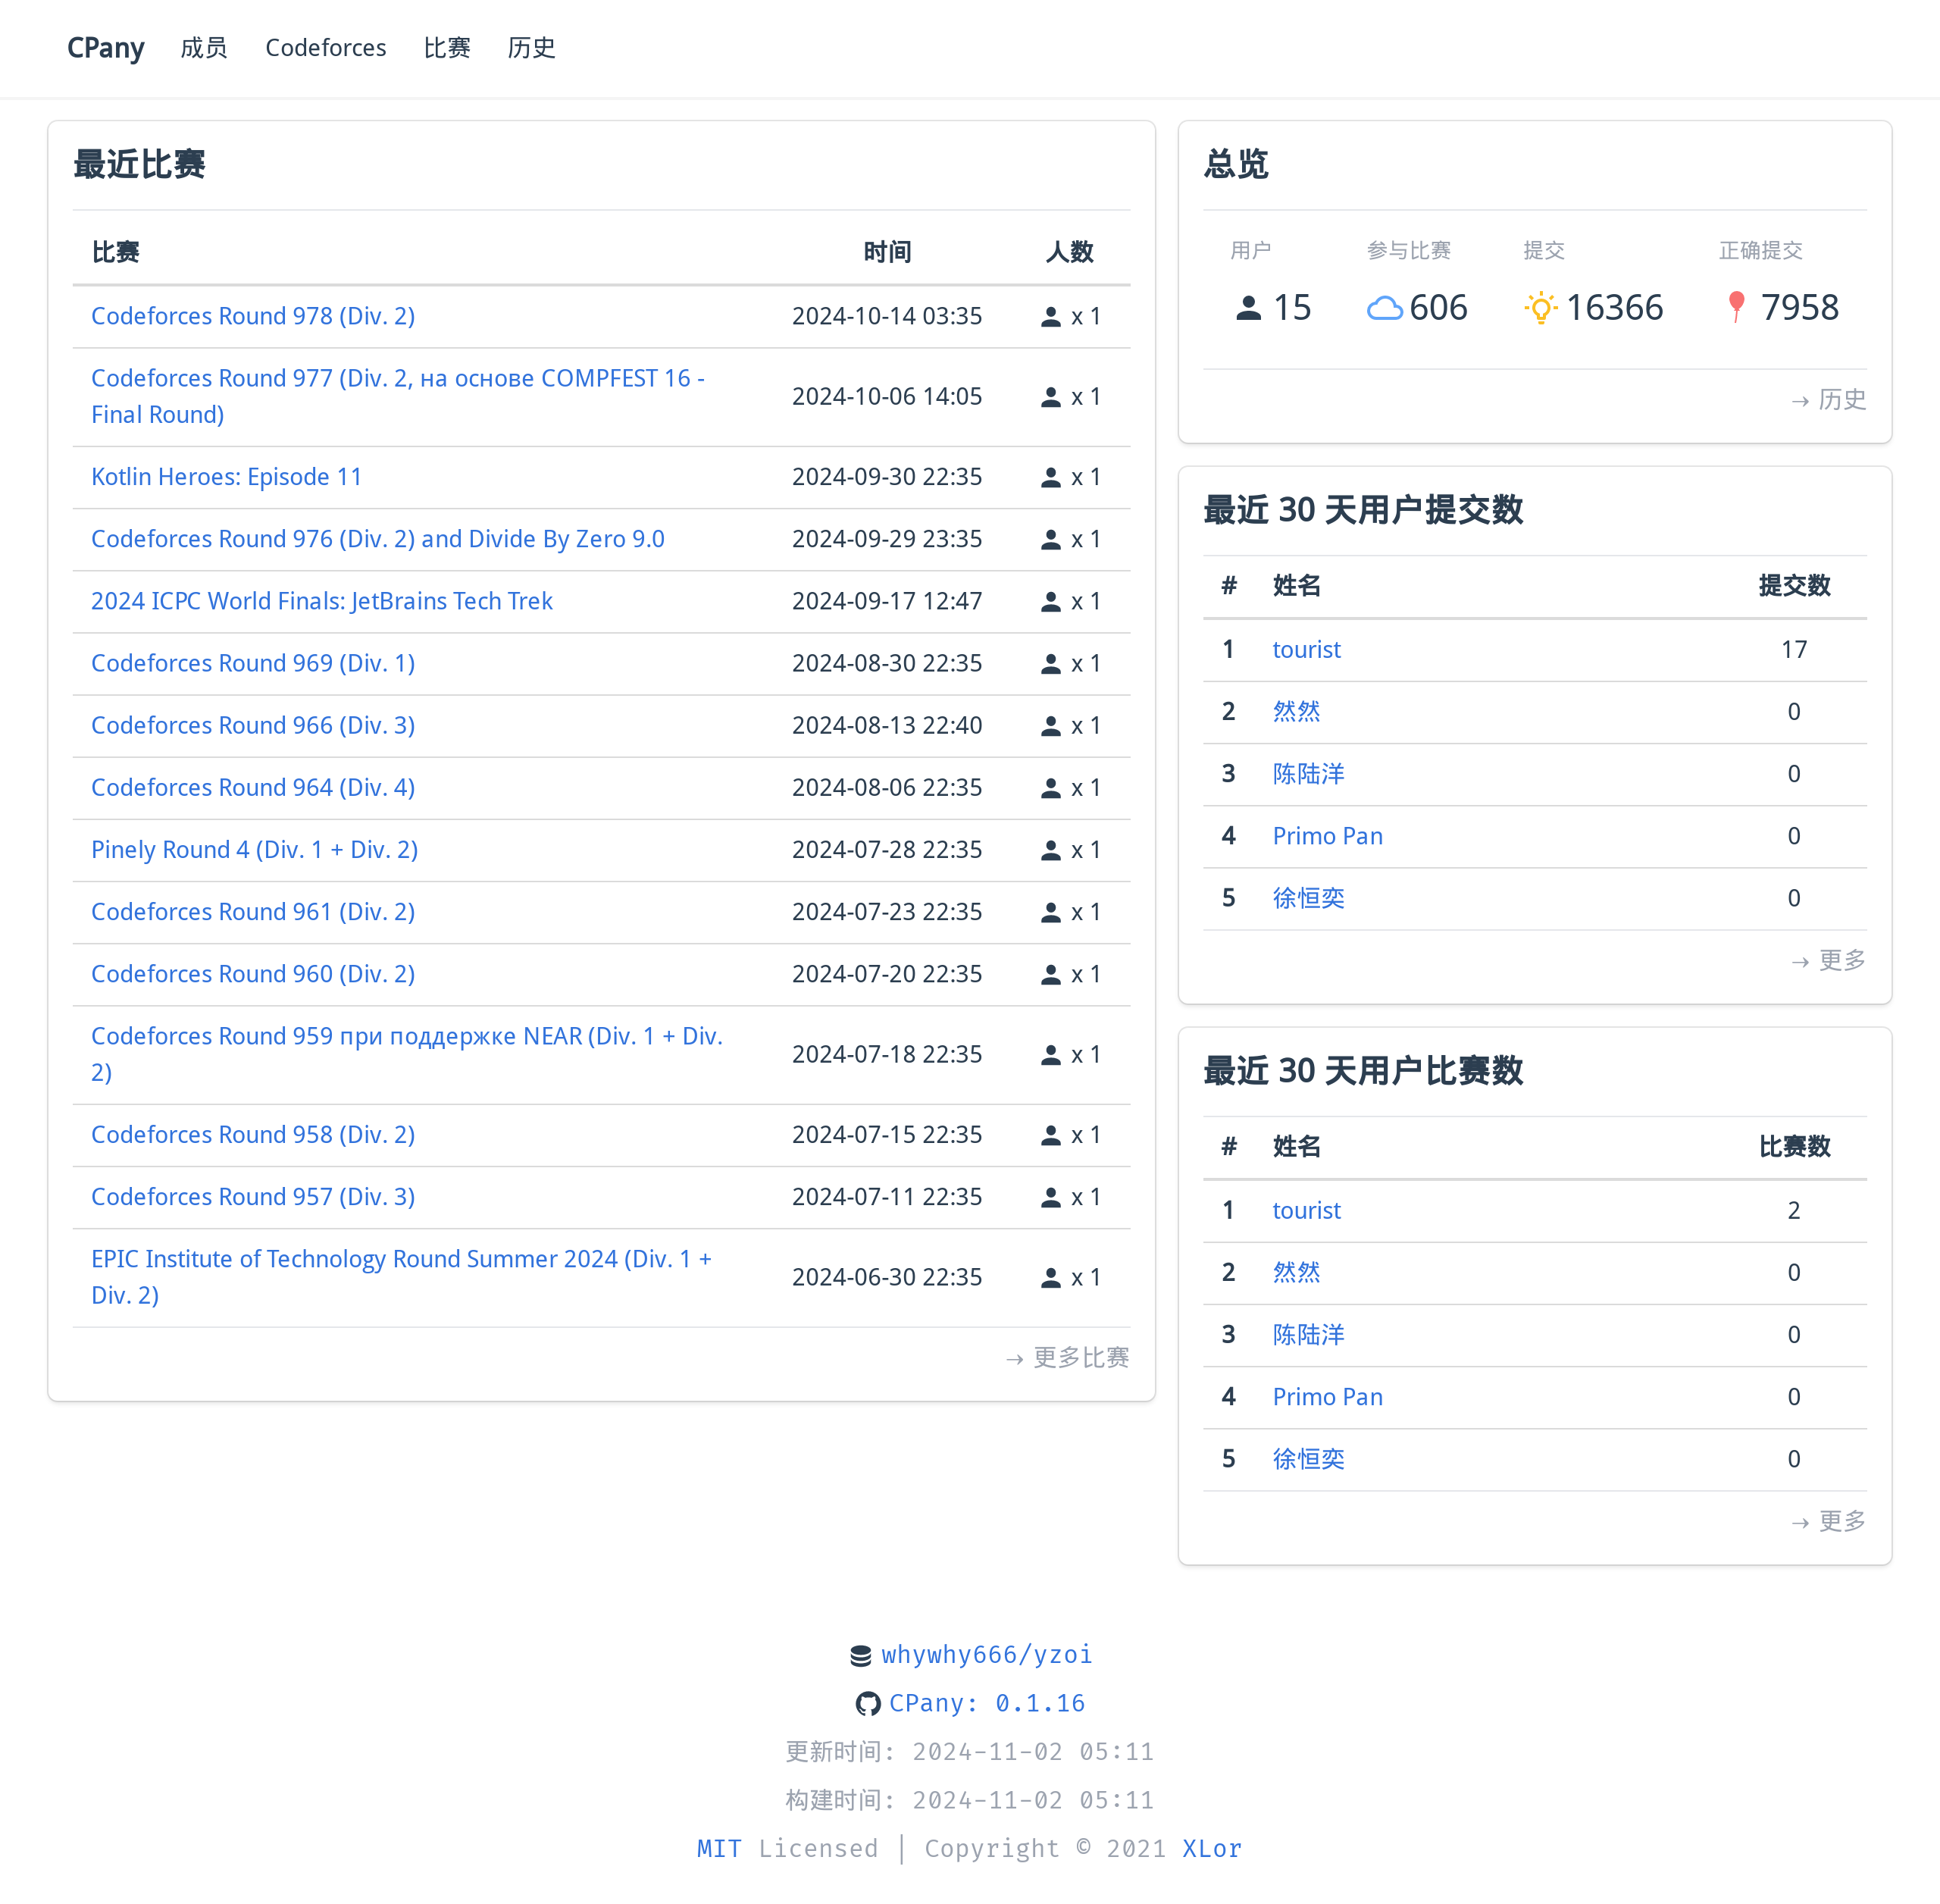 CPany 成员 Codeforces 比赛 历史
最近比赛
比赛 时间 人数
Codeforces Round 978 (Div. 2) 2024-10-14 03:35 x 1
Codeforces Round 977 (Div. 2, на основе COMPFEST 16 -
Final Round) 2024-10-06 14:05 x 1
Kotlin Heroes: Episode 11 2024-09-30 22:35 x 1
Codeforces Round 976 (Div. 2) and Divide By Zero 9.0 2024-09-29 23:35 x 1
2024 ICPC World Finals: JetBrains Tech Trek 2024-09-17 12:47 x 1
Codeforces Round 969 (Div. 1) 2024-08-30 22:35 x 1
Codeforces Round 966 (Div. 3) 2024-08-13 22:40 x 1
Codeforces Round 964 (Div. 4) 2024-08-06 22:35 x 1
Pinely Round 4 (Div. 1 + Div. 2) 2024-07-28 22:35 x 1
Codeforces Round 961 (Div. 2) 2024-07-23 22:35 x 1
Codeforces Round 960 (Div. 2) 2024-07-20 22:35 x 1
Codeforces Round 959 при поддержке NEAR (Div. 1 + Div.
2) 2024-07-18 22:35 x 1
Codeforces Round 958 (Div. 2) 2024-07-15 22:35 x 1
Codeforces Round 957 (Div. 3) 2024-07-11 22:35 x 1
EPIC Institute of Technology Round Summer 2024 (Div. 1 +
Div. 2) 2024-06-30 22:35 x 1
→ 更多比赛
总览
用户 参与比赛 提交 正确提交
15 606 16366 7958
→ 历史
最近 30 天用户提交数
# 姓名 提交数
1 tourist 17
2 然然 0
3 陈陆洋 0
4 Primo Pan 0
5 徐恒奕 0
→ 更多
最近 30 天用户比赛数
# 姓名 比赛数
1 tourist 2
2 然然 0
3 陈陆洋 0
4 Primo Pan 0
5 徐恒奕 0
→ 更多
whywhy666/yzoi
CPany: 0.1.16
更新时间: 2024-11-02 05:11
构建时间: 2024-11-02 05:11
MIT Licensed | Copyright © 2021 XLor